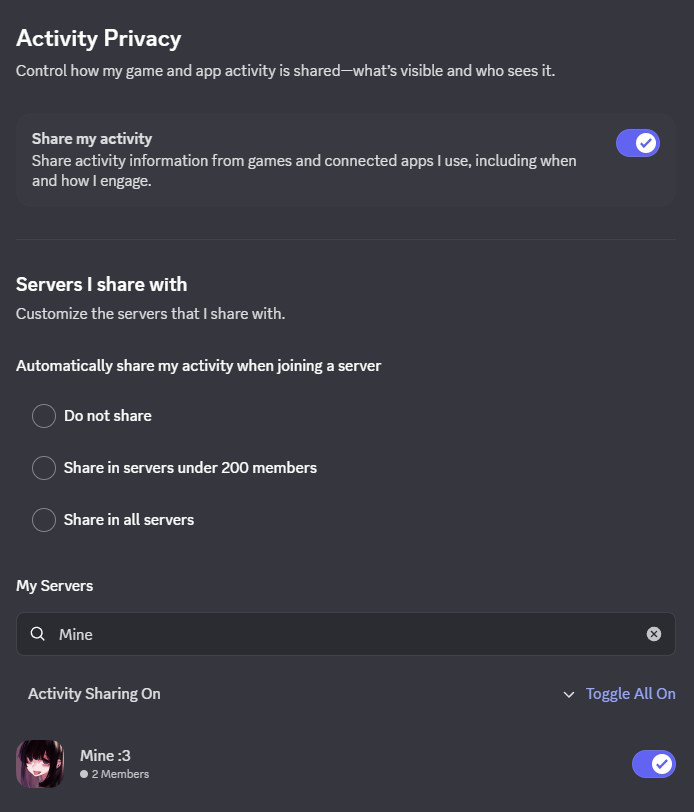 Activity Privacy
Control how my game and app activity is shared—what's visible and who sees it.
Share my activity
Share activity information from games and connected apps I use, including when
and how I engage.
Servers I share with
Customize the servers that I share with.
Automatically share my activity when joining a server
Do not share
Share in servers under 200 members
Share in all servers
My Servers
Mine
Activity Sharing On
Toggle All On
Mine :3
2 Members